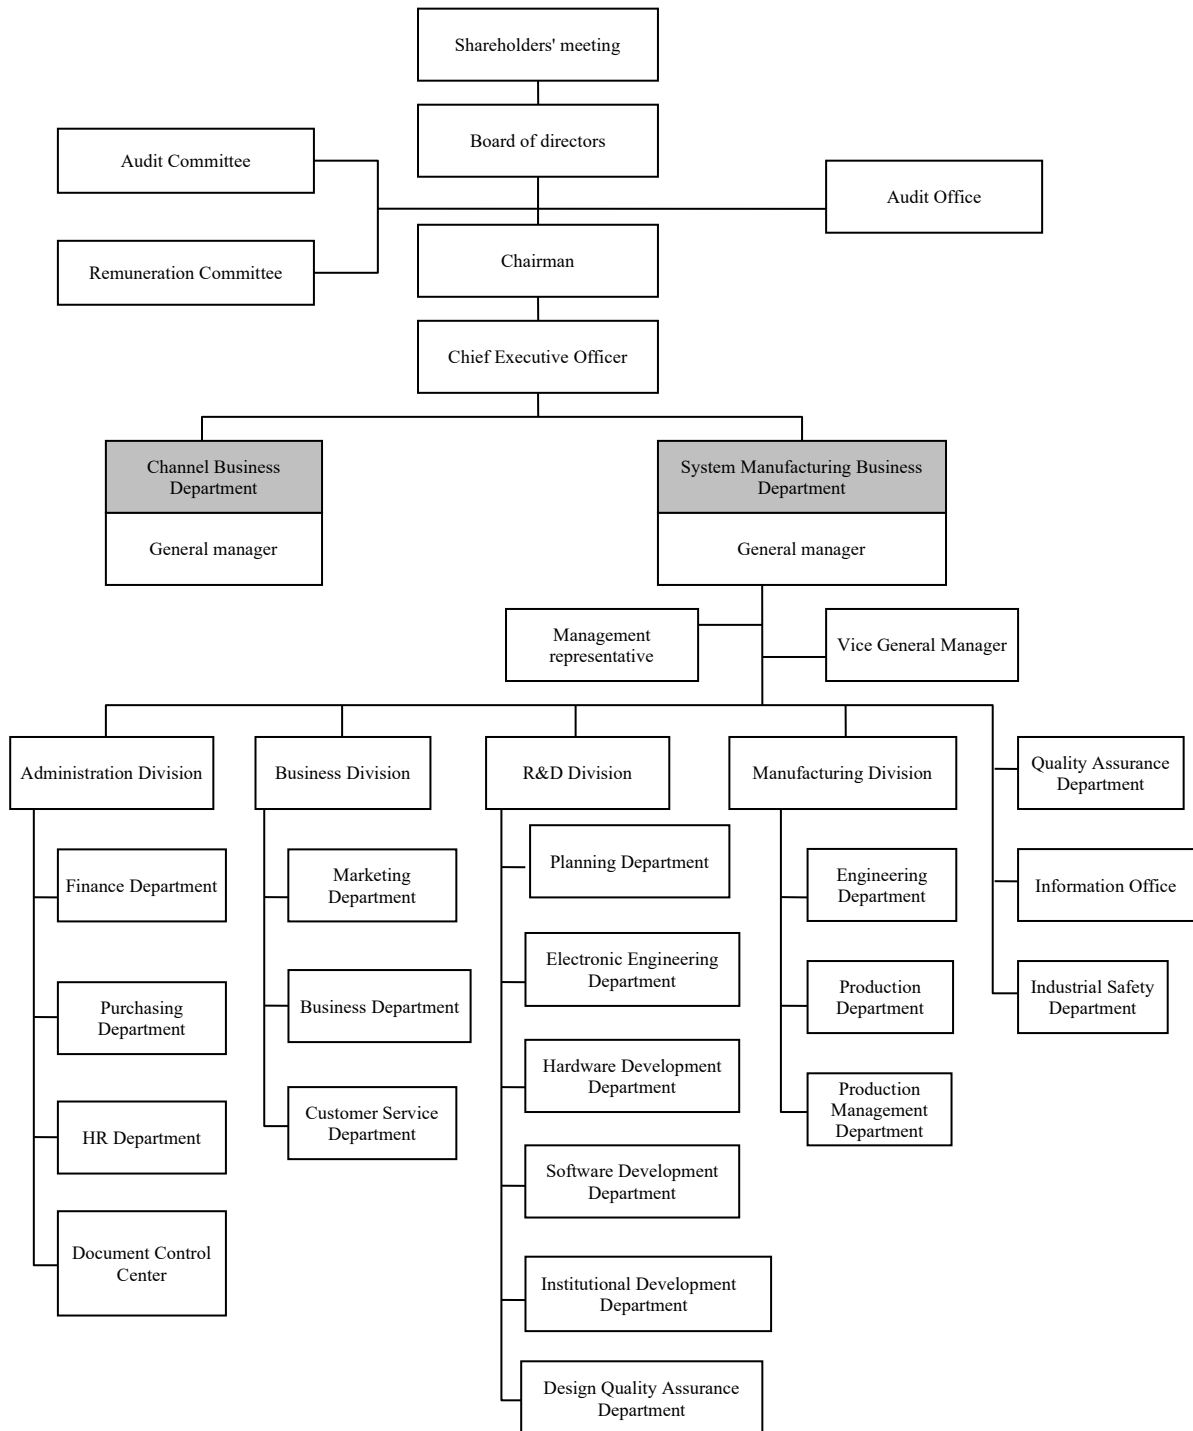 Shareholders' meeting
Board of directors
Audit Committee
Audit Office
Chairman
Remuneration Committee
Chief Executive Officer
Channel Business
Department
General manager
System Manufacturing Business
Department
General manager
Management
representative
Vice General Manager
Administration Division
Business Division
R&D Division
Manufacturing Division
Quality Assurance
Department
Finance Department
Marketing
Department
Planning Department
Engineering
Department
Information Office
Purchasing
Department
Business Department
Electronic Engineering
Department
Production
Department
Industrial Safety
Department
HR Department
Customer Service
Department
Hardware Development
Department
Production
Management
Department
Software Development
Department
Document Control
Center
Institutional Development
Department
Design Quality Assurance
Department